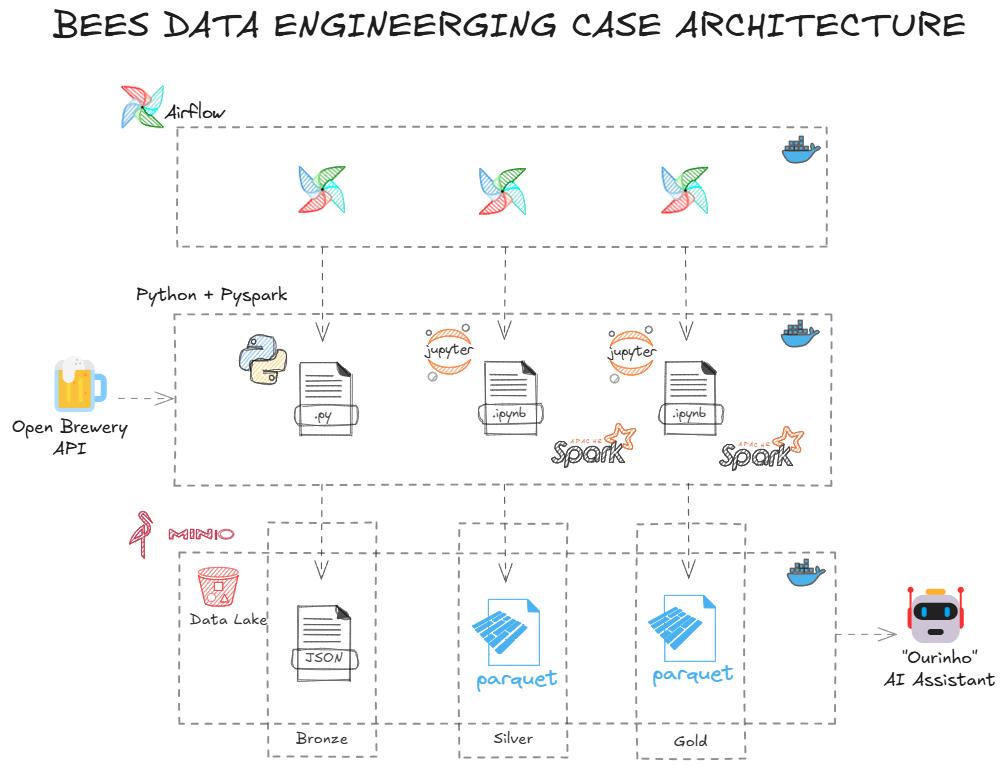 BEES DATA ENGINEERGING CASE ARCHITECTURE
Airflow
Python + Pyspark
jupyter
jupyter
.py
.ipynb
.ipynb
Open Brewery
API
APACHE
Spark
APACHE
Spark
MINIO
Data Lake
JSON
parquet
parquet
"Ourinho"
AI Assistant
Bronze
Silver
Gold